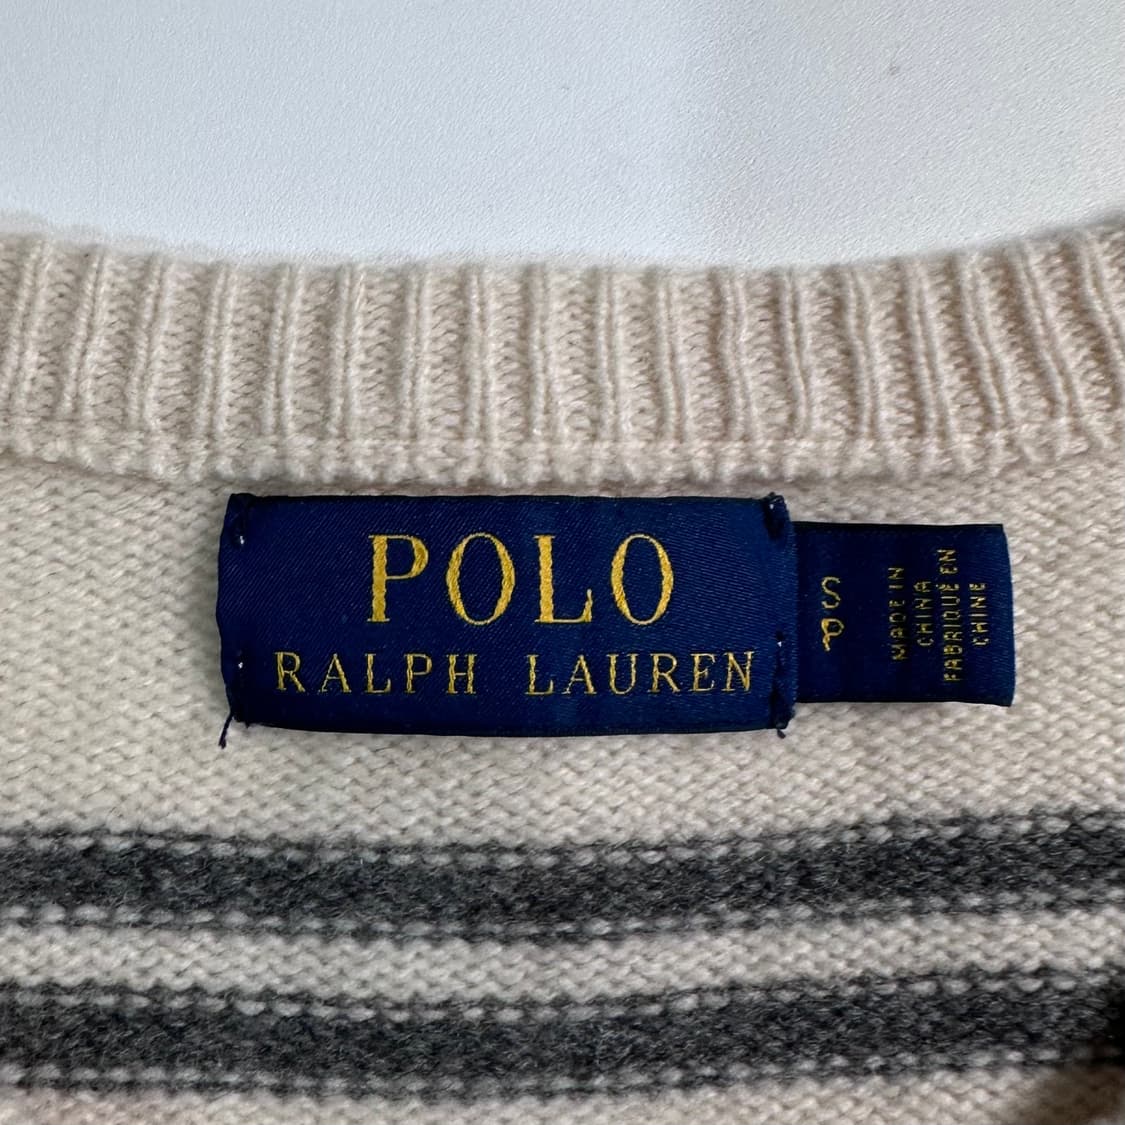 POLO
RALPH LAUREN
S
P
MADE IN
CHINA
FABRIQUÉ EN
CHINE